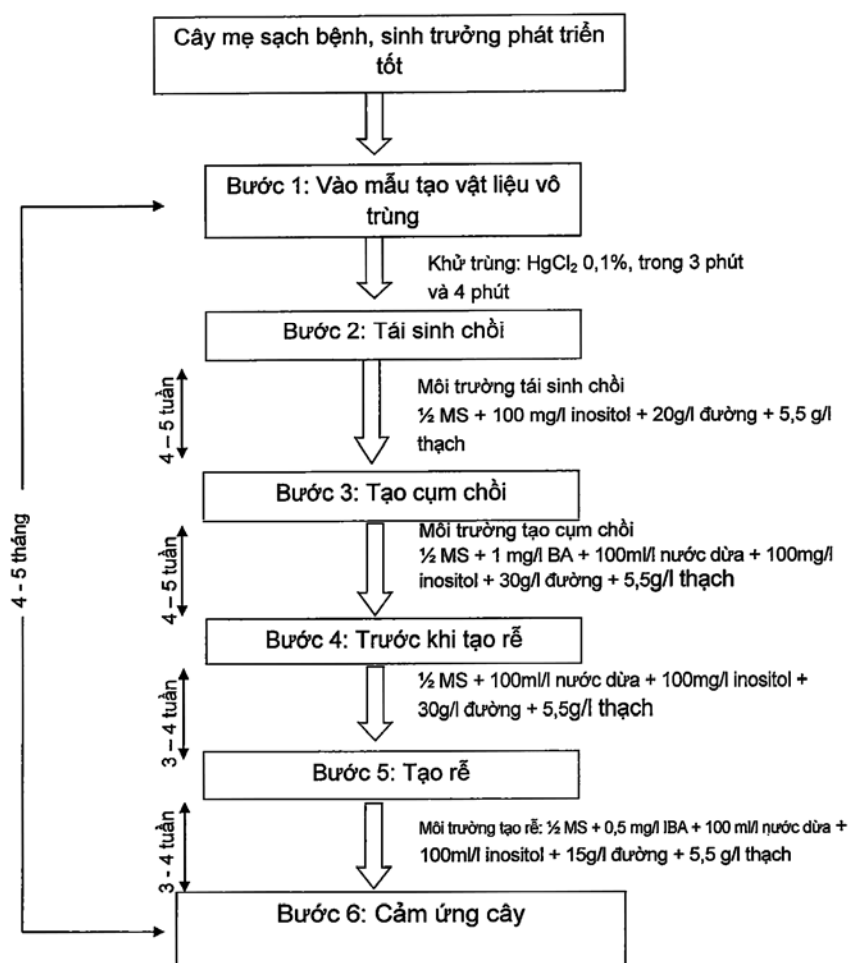 Cây mẹ sạch bệnh, sinh trưởng phát triển
tốt
Bước 1: Vào mẫu tạo vật liệu vô
trùng
Khử trùng: HgCl₂ 0,1%, trong 3 phút
và 4 phút
Bước 2: Tái sinh chồi
4 – 5 tuần
Môi trường tái sinh chồi
½ MS + 100 mg/l inositol + 20g/l đường + 5,5 g/l
thạch
Bước 3: Tạo cụm chồi
4 - 5 tháng
4 – 5 tuần
Môi trường tạo cụm chồi
½ MS + 1 mg/l BA + 100ml/l nước dừa + 100mg/l
inositol + 30g/l đường + 5,5g/l thạch
Bước 4: Trước khi tạo rễ
3 – 4 tuần
½ MS + 100ml/l nước dừa + 100mg/l inositol +
30g/l đường + 5,5g/l thạch
Bước 5: Tạo rễ
3 - 4 tuần
Môi trường tạo rễ: ½ MS + 0,5 mg/l IBA + 100 ml/l nước dừa +
100ml/l inositol + 15g/l đường + 5,5 g/l thạch
Bước 6: Cảm ứng cây